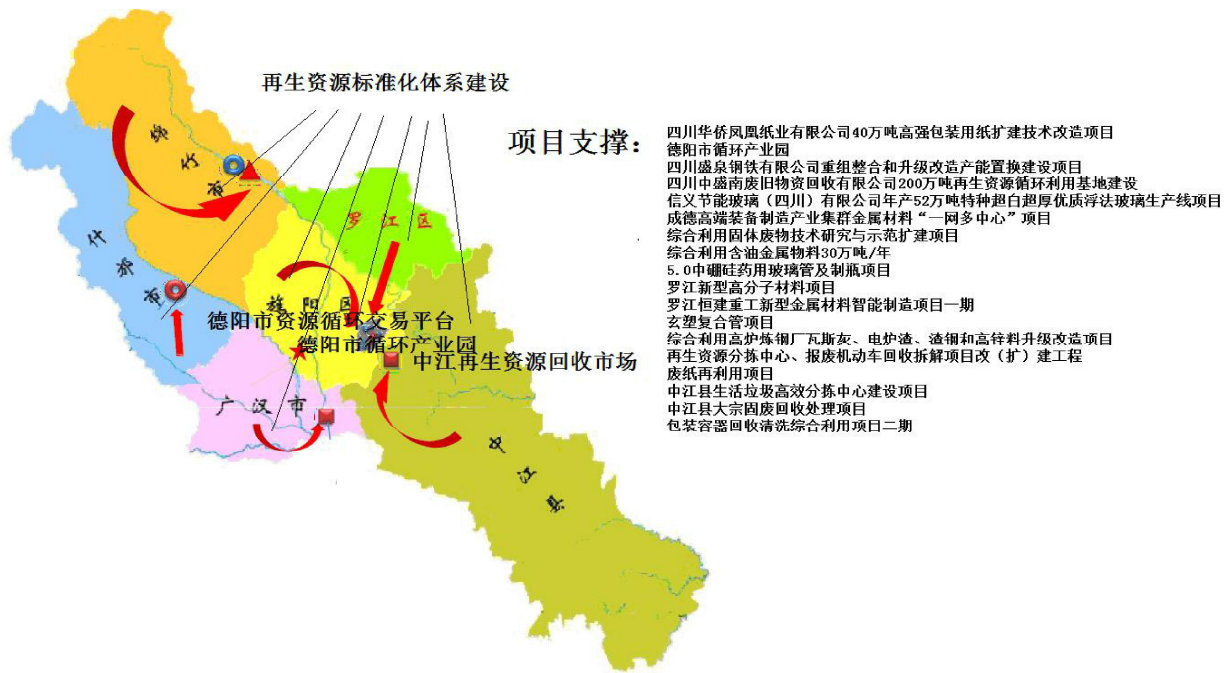 再生资源标准化体系建设
项目支撑：
四川华侨凤凰纸业有限公司40万吨高强包装用纸扩建技术改造项目
德阳市循环产业园
四川盛泉钢铁有限公司重组整合和升级改造产能置换建设项目
四川中盛南废旧物资回收有限公司200万吨再生资源循环利用基地建设
信义节能玻璃（四川）有限公司年产52万吨特种超白超厚优质浮法玻璃生产线项目
成德高端装备制造产业集群金属材料“一网多中心”项目
综合利用固体废物技术研究与示范扩建项目
综合利用含油金属物料30万吨/年
5.0中硼硅药用玻璃管及制瓶项目
罗江新型高分子材料项目
罗江恒建重工新型金属材料智能制造项目一期
玄塑复合管项目
综合利用高炉炼钢厂瓦斯灰、电炉渣、渣钢和高锌料升级改造项目
再生资源分拣中心、报废机动车回收拆解项目改（扩）建工程
废纸再利用项目
中江县生活垃圾高效分拣中心建设项目
中江县大宗固废回收处理项目
包装容器回收清洗综合利用项目二期
绵竹市
什邡市
罗江区
旌阳区
德阳市资源循环交易平台
德阳市循环产业园
中江再生资源回收市场
广汉市
中江县